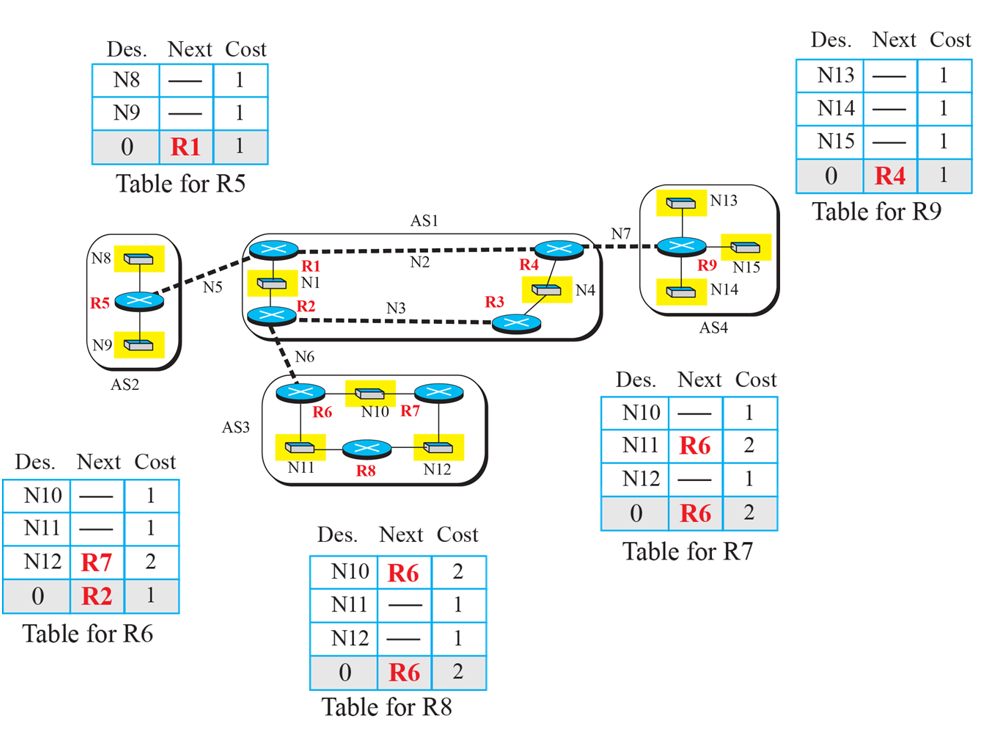 Des. Next Cost
N8 — 1
N9 — 1
0 R1 1
Table for R5
Des. Next Cost
N13 — 1
N14 — 1
N15 — 1
0 R4 1
Table for R9
AS1
N13
N7
N8
R1
N2
R4
R9
N15
N5
N1
R5
R2
N3
R3
N4
N14
N9
AS4
AS2
N6
AS3
R6
N10
R7
N11
R8
N12
Des. Next Cost
N10 — 1
N11 R6 2
N12 — 1
0 R6 2
Table for R7
Des. Next Cost
N10 — 1
N11 — 1
N12 R7 2
0 R2 1
Table for R6
Des. Next Cost
N10 R6 2
N11 — 1
N12 — 1
0 R6 2
Table for R8